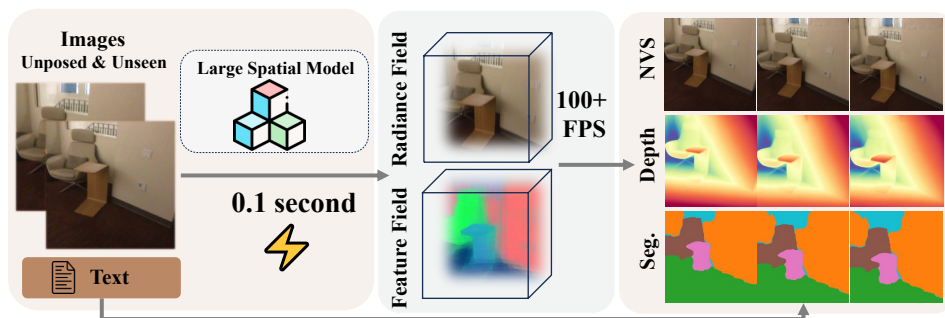 Images
Unposed & Unseen
Large Spatial Model
0.1 second
Text
Radiance Field
Feature Field
100+
FPS
NVS
Depth
Seg.